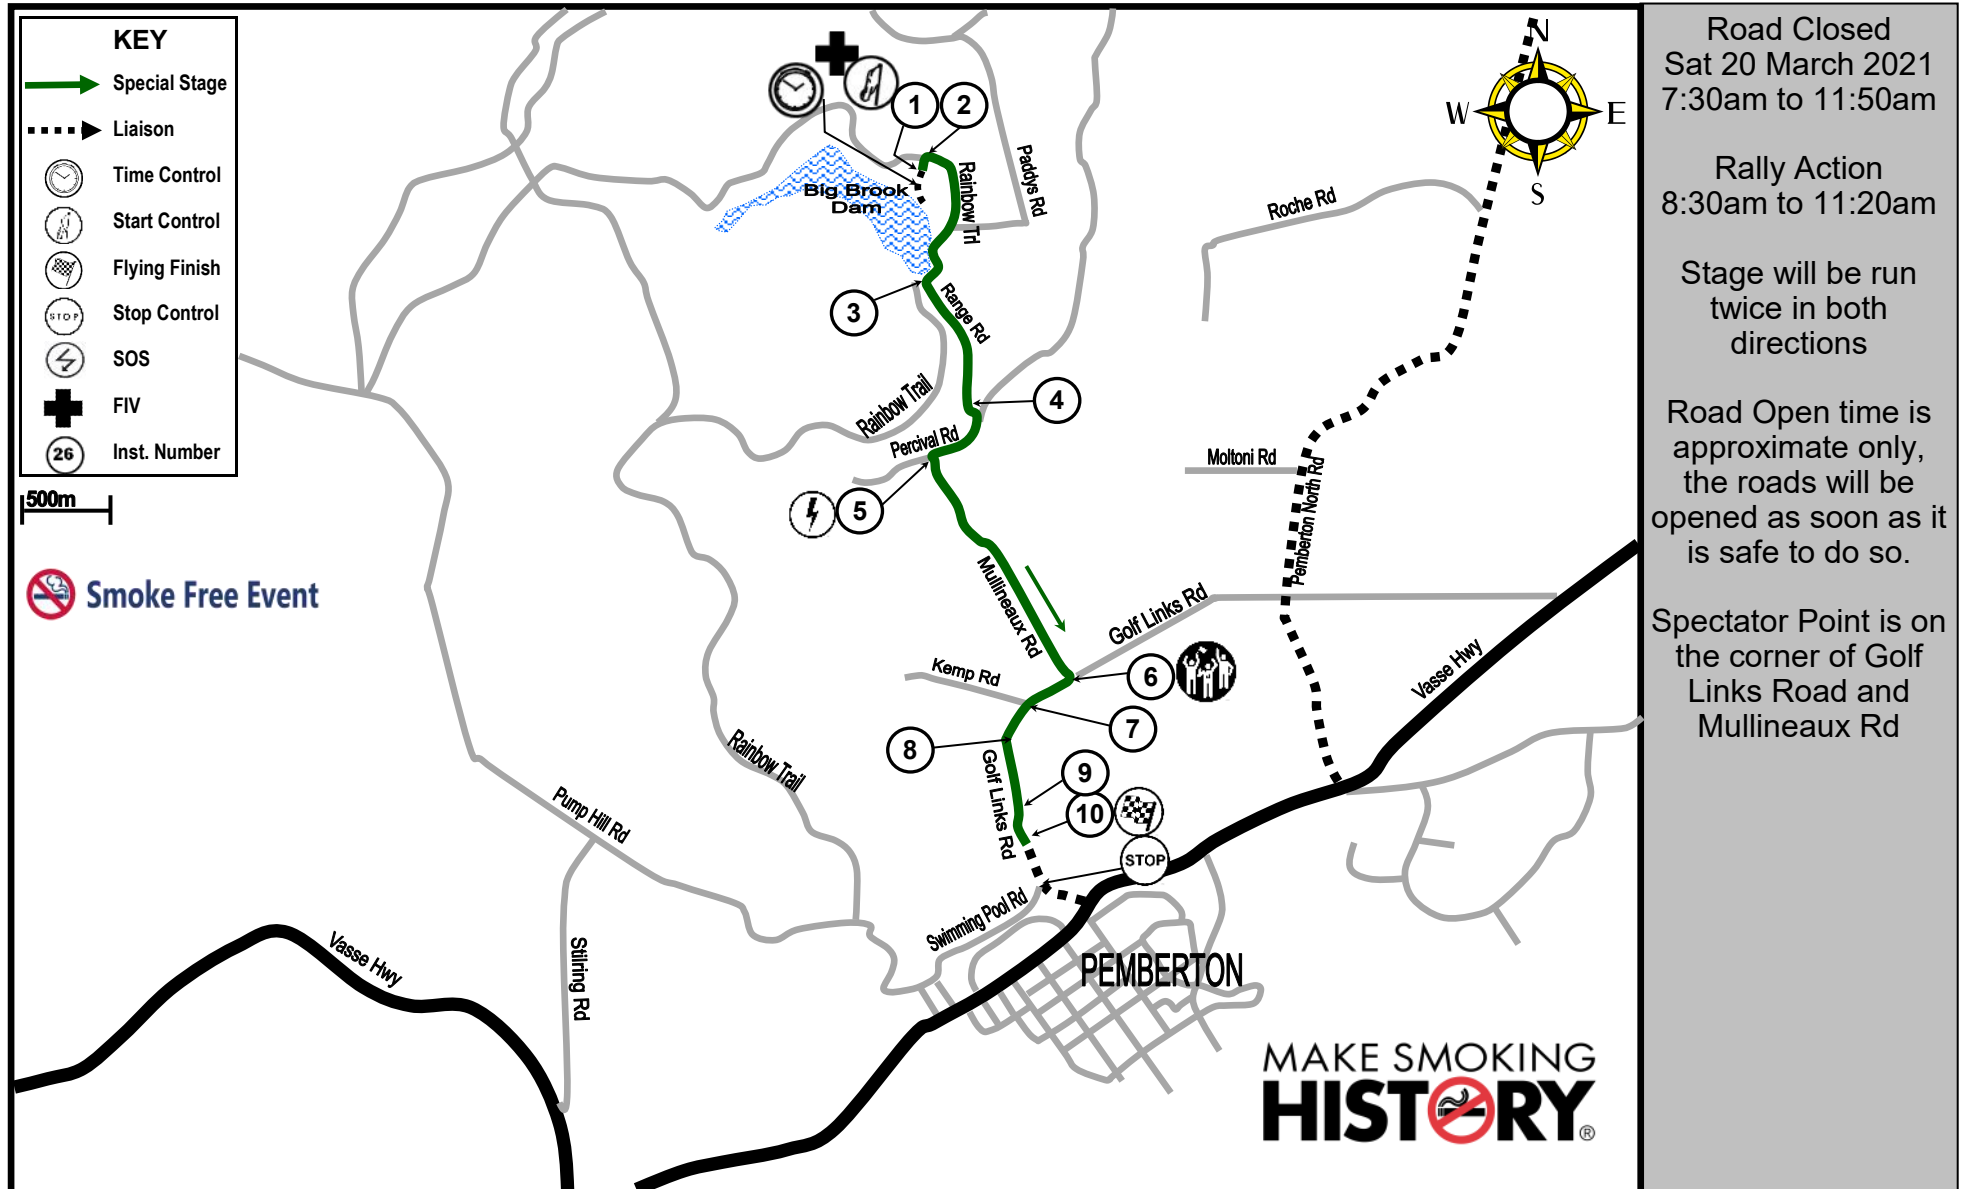 KEY
Special Stage
Liaison
Time Control
Start Control
Flying Finish
STOP
Stop Control
SOS
FIV
26
Inst. Number
500m
Smoke Free Event
1
2
Big Brook
Dam
Rainbow Trl
Paddys Rd
3
Range Rd
4
Rainbow Trail
Percival Rd
5
Mullineaux Rd
Golf Links Rd
Kemp Rd
6
7
8
9
10
Golf Links Rd
STOP
Swimming Pool Rd
Rainbow Trail
Pump Hill Rd
Stilring Rd
Vasse Hwy
PEMBERTON
N
W
E
S
Roche Rd
Moltoni Rd
Pemberton North Rd
Vasse Hwy
MAKE SMOKING
HISTORY®
Road Closed
Sat 20 March 2021
7:30am to 11:50am
Rally Action
8:30am to 11:20am
Stage will be run
twice in both
directions
Road Open time is
approximate only,
the roads will be
opened as soon as it
is safe to do so.
Spectator Point is on
the corner of Golf
Links Road and
Mullineaux Rd